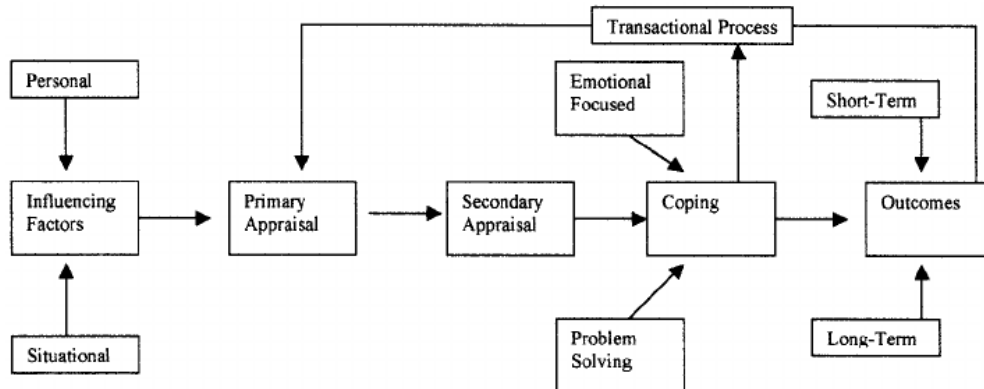 Transactional Process
Personal
Emotional
Focused
Short-Term
Influencing
Factors
Primary
Appraisal
Secondary
Appraisal
Coping
Outcomes
Situational
Problem
Solving
Long-Term